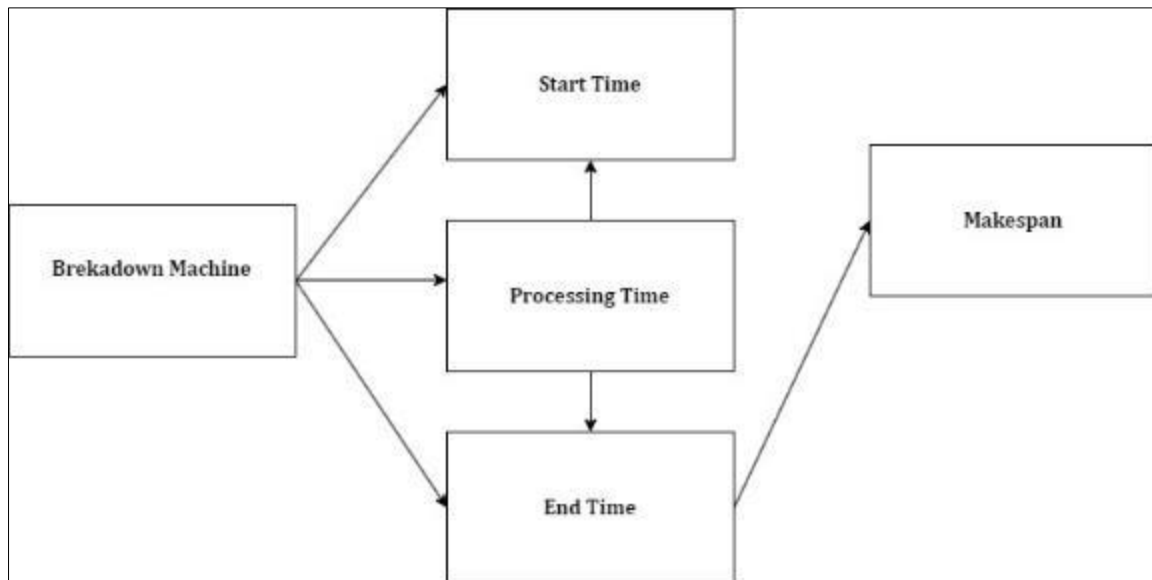 Start Time
Makespan
Brekadown Machine
Processing Time
End Time